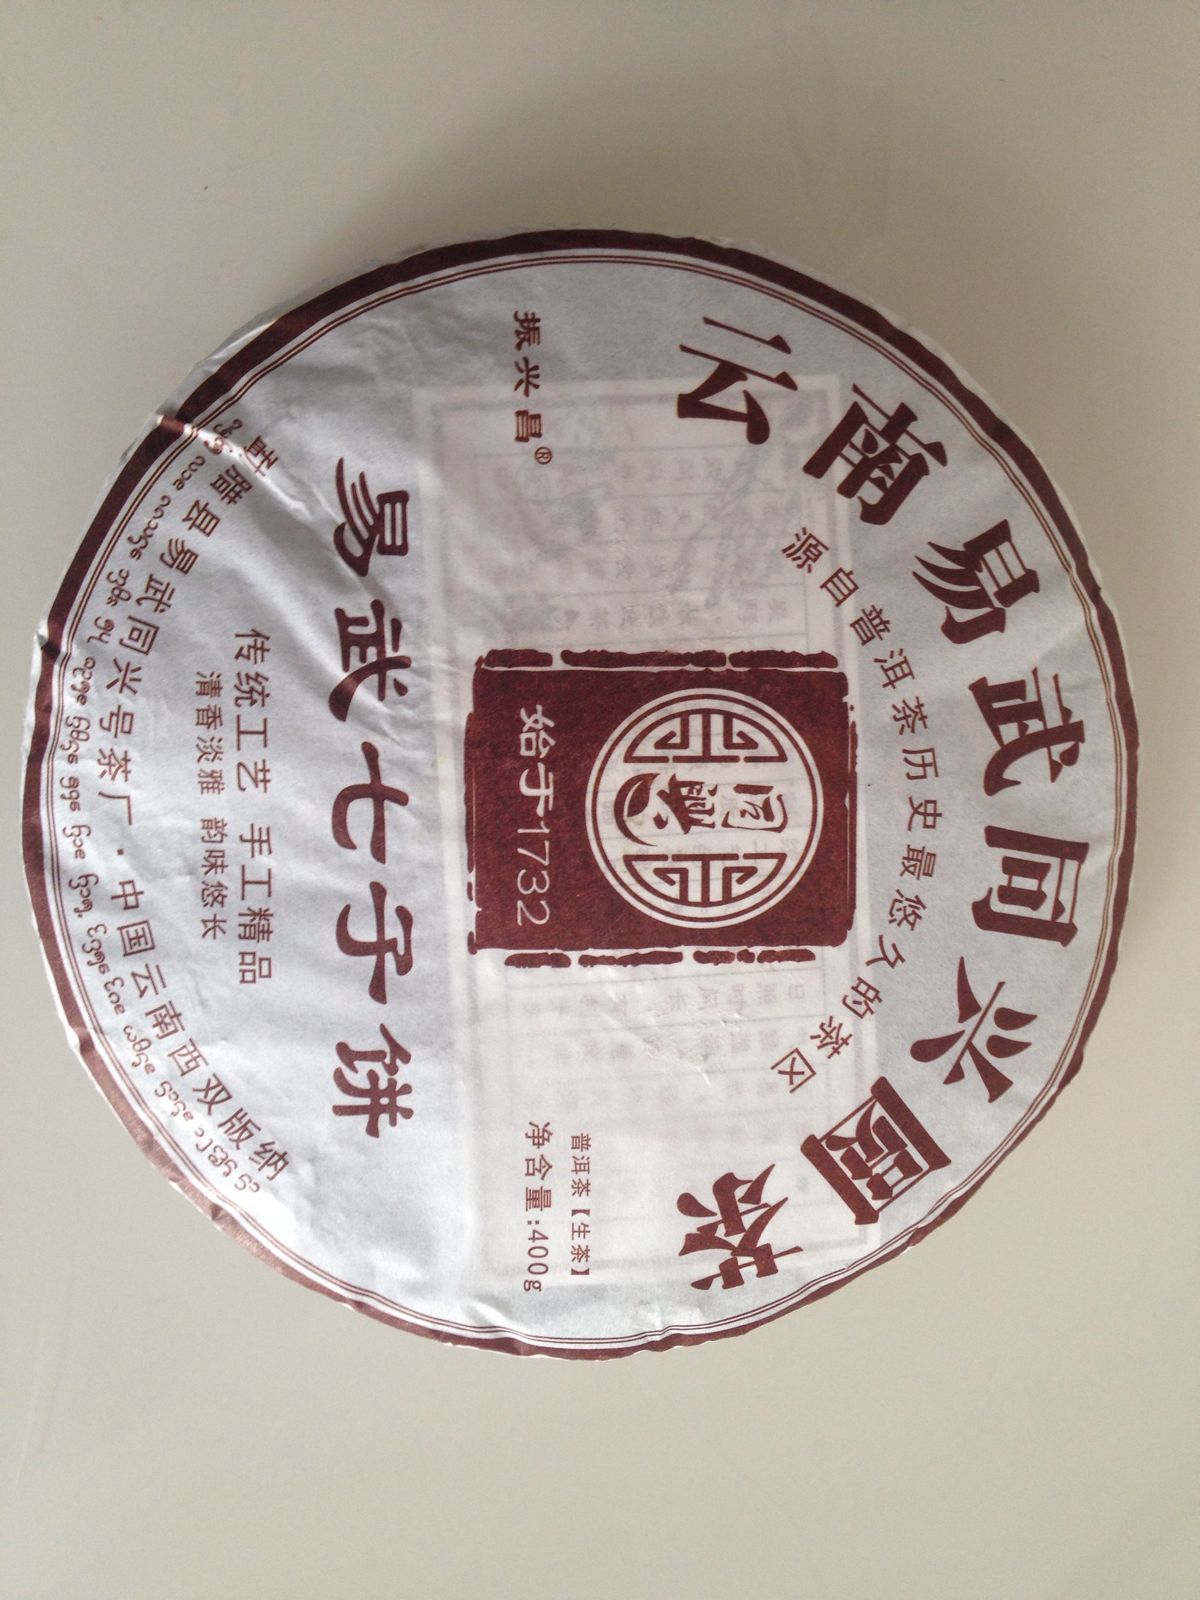 云南易武同兴圆茶
源自普洱茶历史最悠久的茶区
振兴昌®
同興
始于1732
普洱茶【生茶】
净含量:400g
易武七子饼
传统工艺 手工精品
清香淡雅 韵味悠长
勐腊县易武同兴号茶厂·中国云南西双版纳